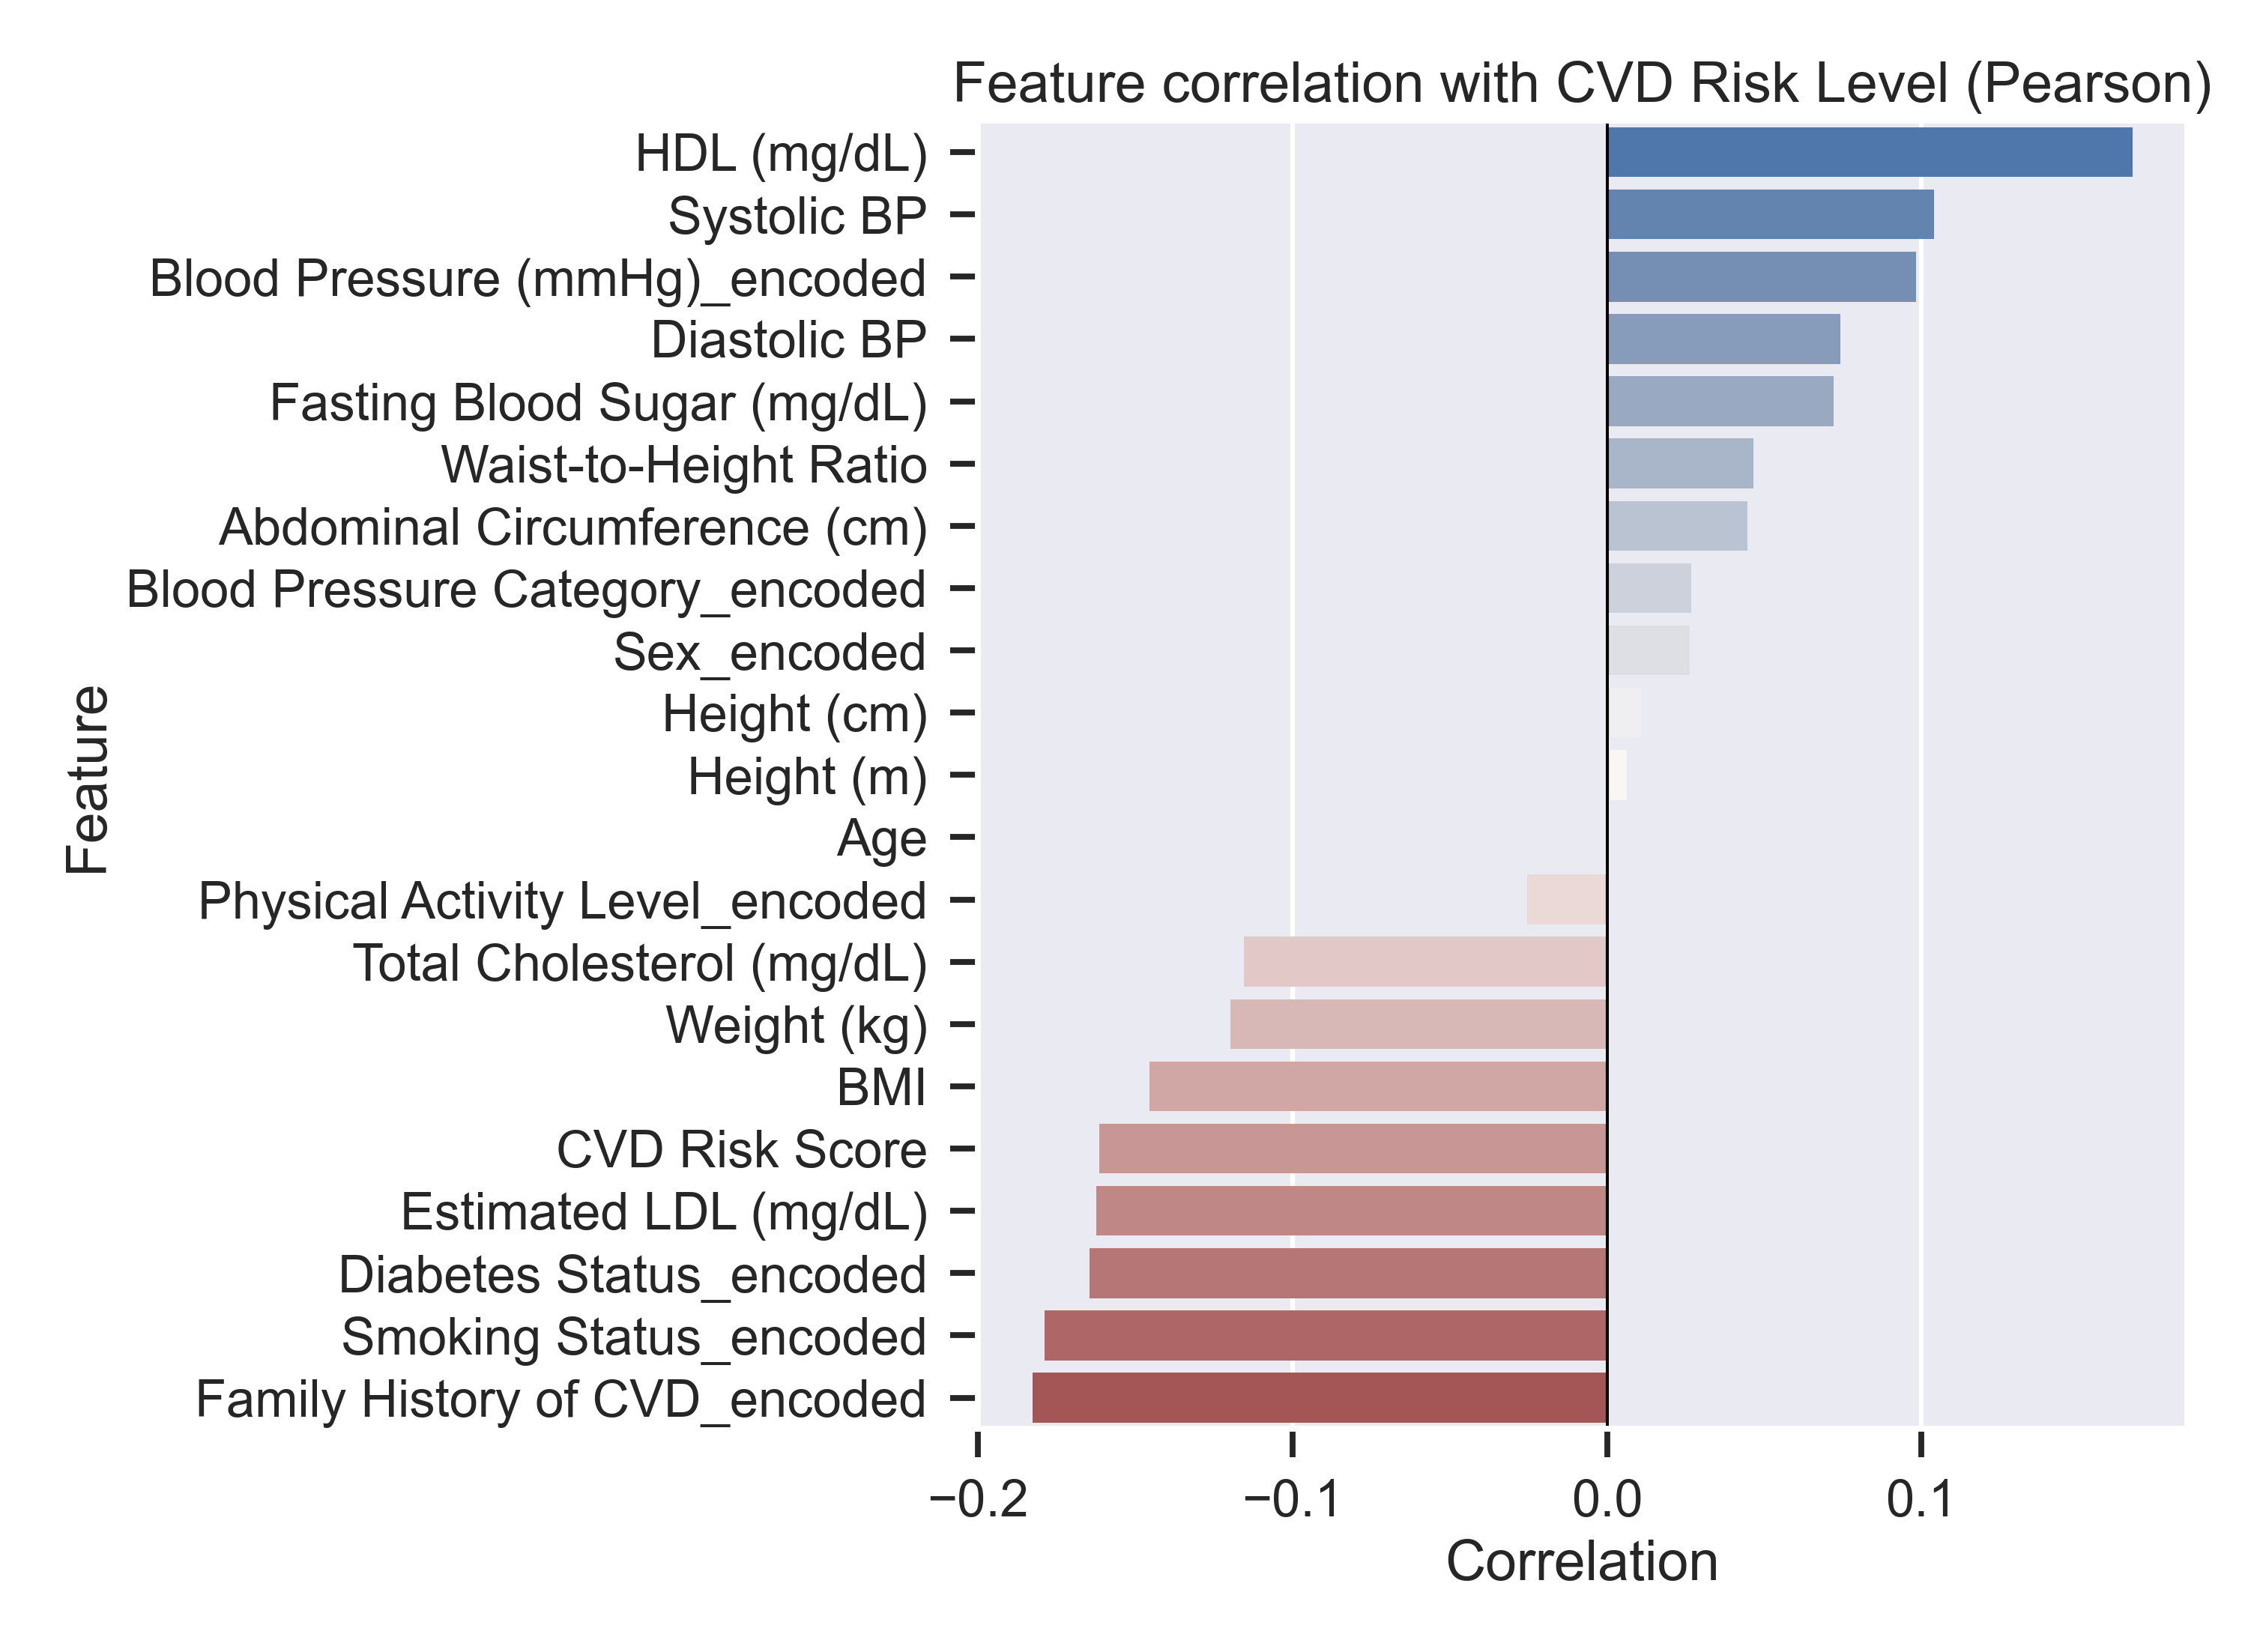 Feature correlation with CVD Risk Level (Pearson)
HDL (mg/dL)
Systolic BP
Blood Pressure (mmHg)_encoded
Diastolic BP
Fasting Blood Sugar (mg/dL)
Waist-to-Height Ratio
Abdominal Circumference (cm)
Blood Pressure Category_encoded
Sex_encoded
Height (cm)
Height (m)
Age
Physical Activity Level_encoded
Total Cholesterol (mg/dL)
Weight (kg)
BMI
CVD Risk Score
Estimated LDL (mg/dL)
Diabetes Status_encoded
Smoking Status_encoded
Family History of CVD_encoded
Feature
−0.2 −0.1 0.0 0.1
Correlation